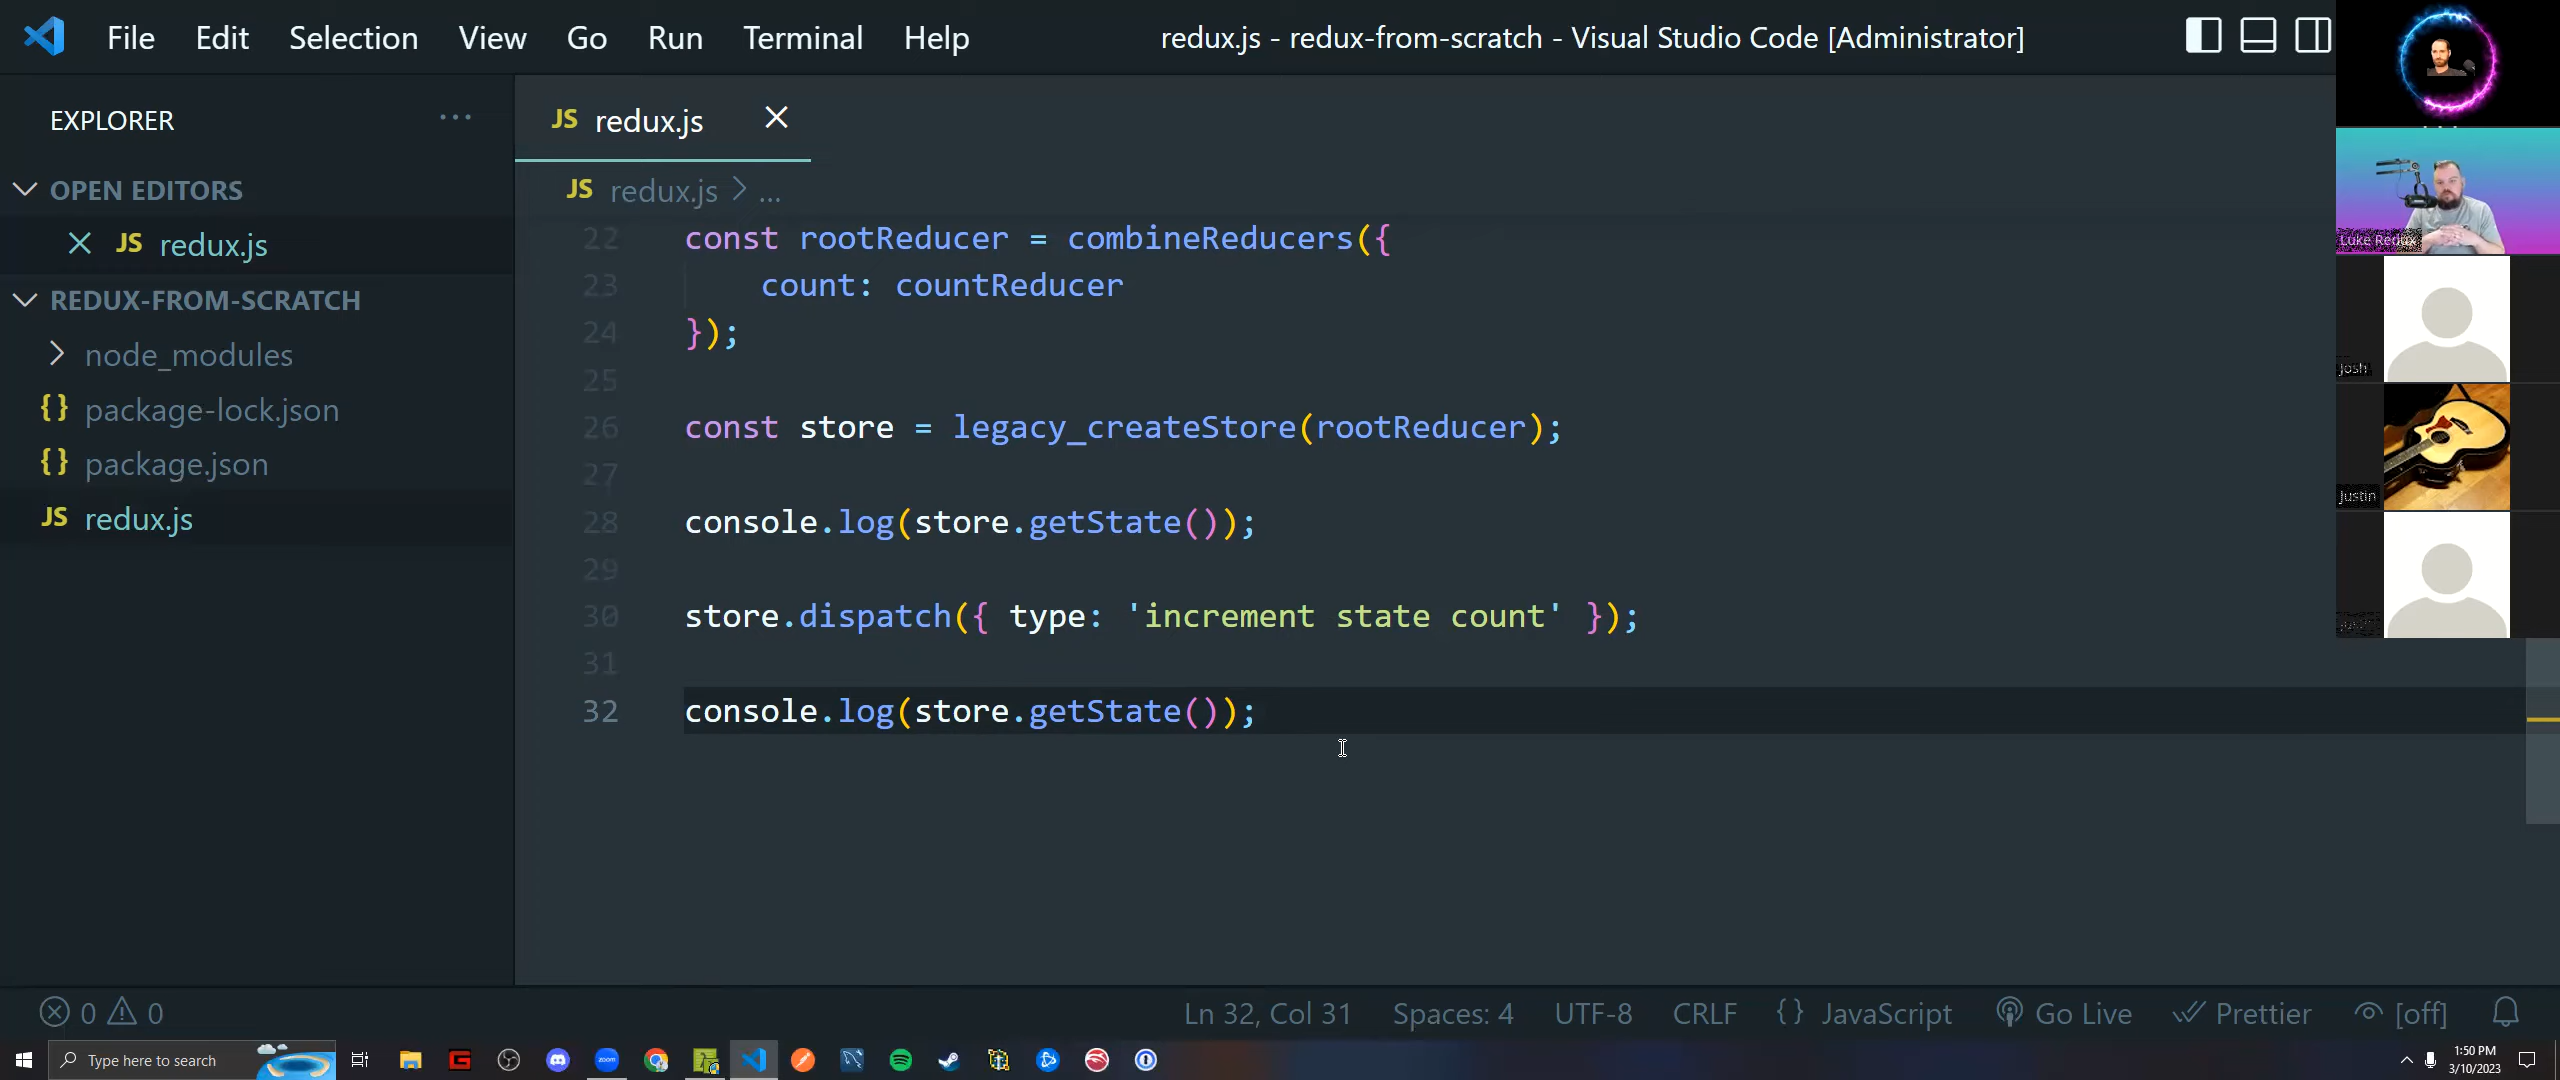 File Edit Selection View Go Run Terminal Help
redux.js - redux-from-scratch - Visual Studio Code [Administrator]
EXPLORER
OPEN EDITORS
JS redux.js
REDUX-FROM-SCRATCH
node_modules
{} package-lock.json
{} package.json
JS redux.js
JS redux.js
JS redux.js > ...
22 const rootReducer = combineReducers({
23 count: countReducer
24 });
25
26 const store = legacy_createStore(rootReducer);
27
28 console.log(store.getState());
29
30 store.dispatch({ type: 'increment state count' });
31
32 console.log(store.getState());
Luke Redux
Josh
Justin
0 0
Ln 32, Col 31 Spaces: 4 UTF-8 CRLF {} JavaScript Go Live Prettier [off]
Type here to search
zoom
1:50 PM
3/10/2023